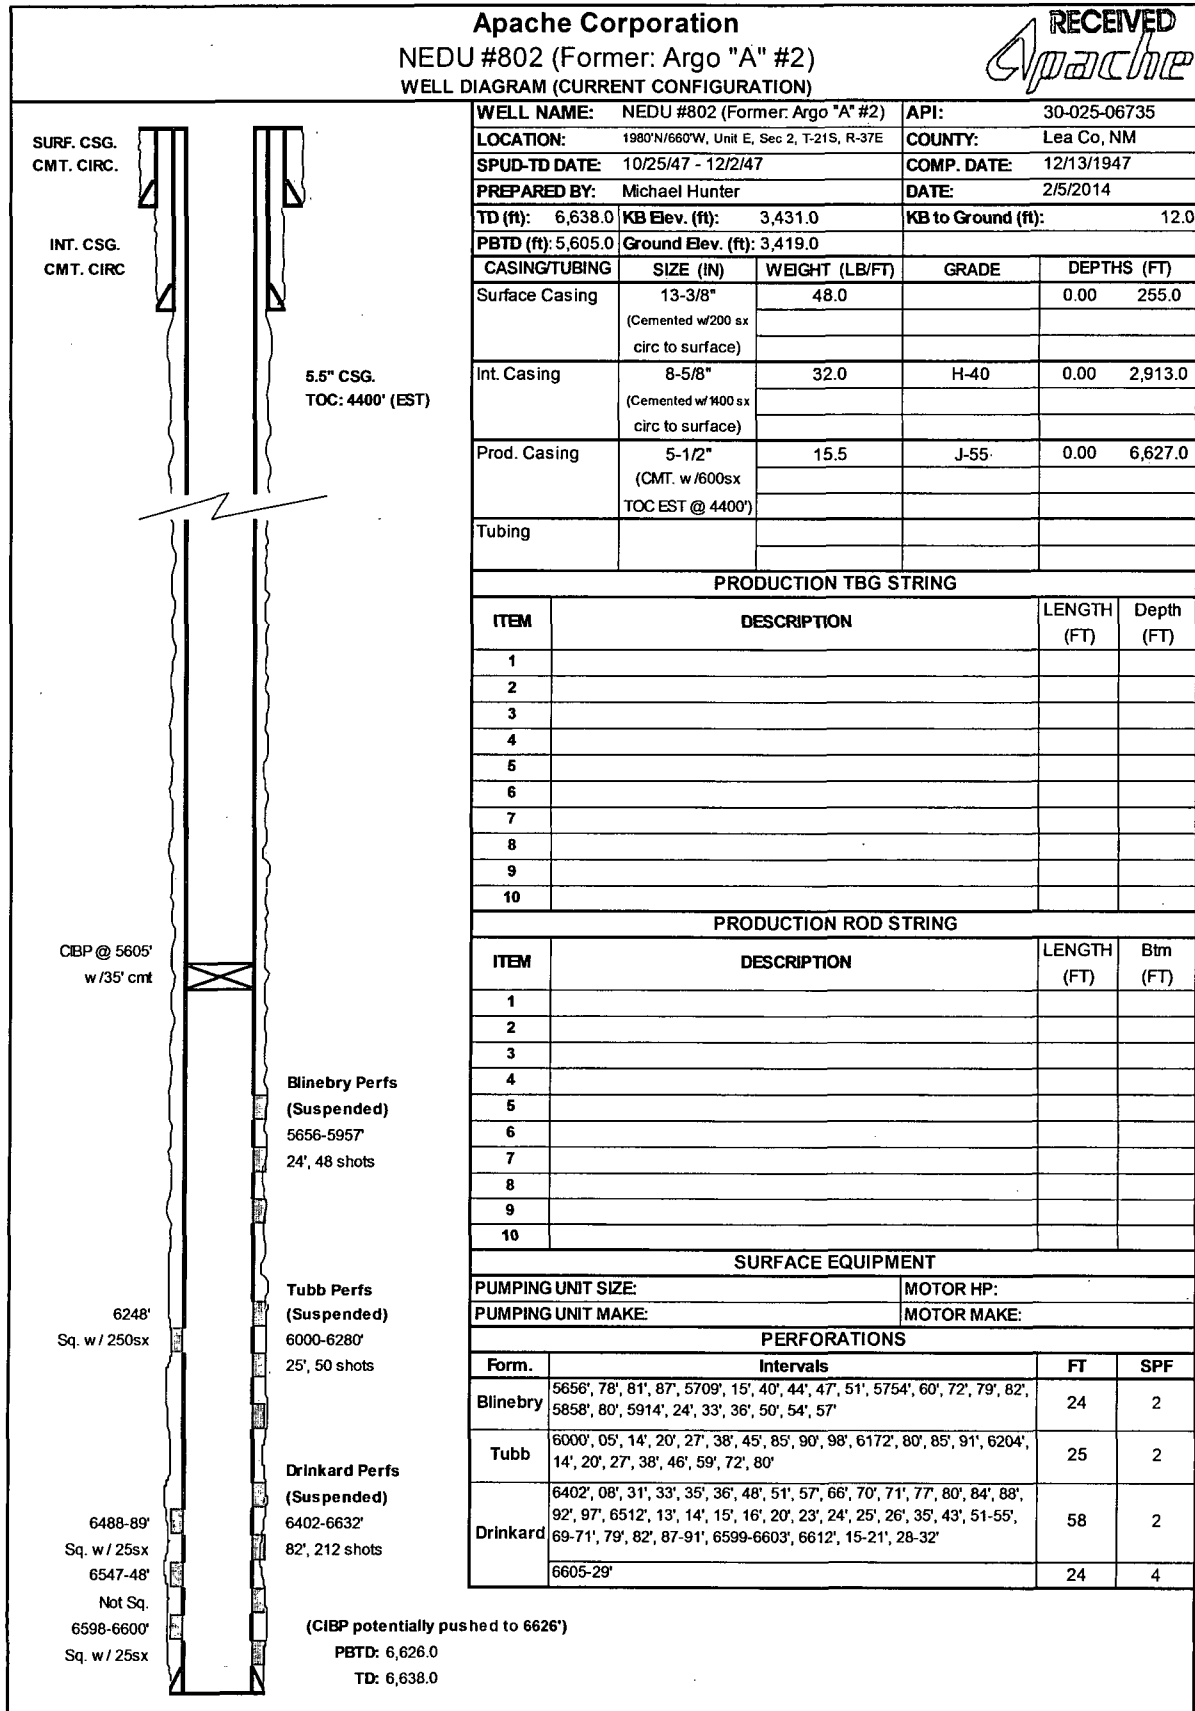 Apache Corporation
NEDU #802 (Former: Argo "A" #2)
WELL DIAGRAM (CURRENT CONFIGURATION)
RECEIVED
Apache
WELL NAME: NEDU #802 (Former: Argo "A" #2) API: 30-025-06735
LOCATION: 1980'N/660'W, Unit E, Sec 2, T-21S, R-37E COUNTY: Lea Co, NM
SPUD-TD DATE: 10/25/47 - 12/2/47 COMP. DATE: 12/13/1947
PREPARED BY: Michael Hunter DATE: 2/5/2014
TD (ft): 6,638.0 KB Elev. (ft): 3,431.0 KB to Ground (ft): 12.0
PBTD (ft): 5,605.0 Ground Elev. (ft): 3,419.0
CASING/TUBING SIZE (IN) WEIGHT (LB/FT) GRADE DEPTHS (FT)
Surface Casing 13-3/8" 48.0 0.00 255.0
(Cemented w/200 sx
circ to surface)
Int. Casing 8-5/8" 32.0 H-40 0.00 2,913.0
(Cemented w/1400 sx
circ to surface)
Prod. Casing 5-1/2" 15.5 J-55 0.00 6,627.0
(CMT. w/600sx
TOC EST @ 4400')
Tubing
PRODUCTION TBG STRING
ITEM DESCRIPTION LENGTH (FT) Depth (FT)
1
2
3
4
5
6
7
8
9
10
PRODUCTION ROD STRING
ITEM DESCRIPTION LENGTH (FT) Btm (FT)
1
2
3
4
5
6
7
8
9
10
SURFACE EQUIPMENT
PUMPING UNIT SIZE: MOTOR HP:
PUMPING UNIT MAKE: MOTOR MAKE:
PERFORATIONS
Form. Intervals FT SPF
Blinebry 5656', 78', 81', 87', 5709', 15', 40', 44', 47', 51', 5754', 60', 72', 79', 82', 24 2
5858', 80', 5914', 24', 33', 36', 50', 54', 57'
Tubb 6000', 05', 14', 20', 27', 38', 45', 85', 90', 98', 6172', 80', 85', 91', 6204', 25 2
14', 20', 27', 38', 46', 59', 72', 80'
Drinkard 6402', 08', 31', 33', 35', 36', 48', 51', 57', 66', 70', 71', 77', 80', 84', 88', 58 2
92', 97', 6512', 13', 14', 15', 16', 20', 23', 24', 25', 26', 35', 43', 51-55',
69-71', 79', 82', 87-91', 6599-6603', 6612', 15-21', 28-32'
6605-29' 24 4
SURF. CSG.
CMT. CIRC.
INT. CSG.
CMT. CIRC
5.5" CSG.
TOC: 4400' (EST)
CIBP @ 5605'
w/35' cmt
Blinebry Perfs
(Suspended)
5656-5957'
24', 48 shots
Tubb Perfs
(Suspended)
6000-6280'
25', 50 shots
6248'
Sq. w/ 250sx
Drinkard Perfs
(Suspended)
6402-6632'
82', 212 shots
6488-89'
Sq. w/ 25sx
6547-48'
Not Sq.
6598-6600'
Sq. w/ 25sx
(CIBP potentially pushed to 6626')
PBTD: 6,626.0
TD: 6,638.0